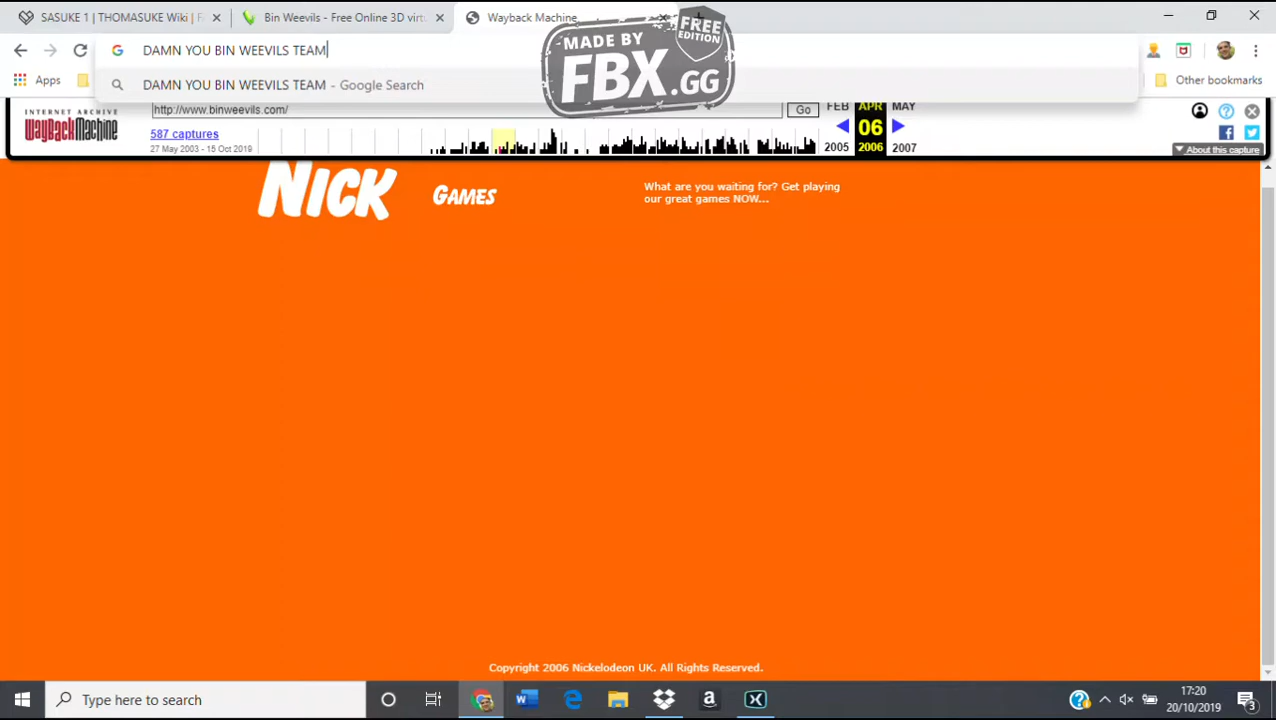 SASUKE 1 | THOMASUKE Wiki | F
Bin Weevils - Free Online 3D virtu
Wayback Machine
DAMN YOU BIN WEEVILS TEAM
DAMN YOU BIN WEEVILS TEAM - Google Search
MADE BY
FBX.GG
FREE
EDITION
Apps
Other bookmarks
INTERNET ARCHIVE
WayBackMachine
http://www.binweevils.com/
Go
FEB APR MAY
587 captures
06
27 May 2003 - 15 Oct 2019
2005 2006 2007
About this capture
NICK
GAMES
What are you waiting for? Get playing
our great games NOW...
Copyright 2006 Nickelodeon UK. All Rights Reserved.
Type here to search
17:20
20/10/2019
3